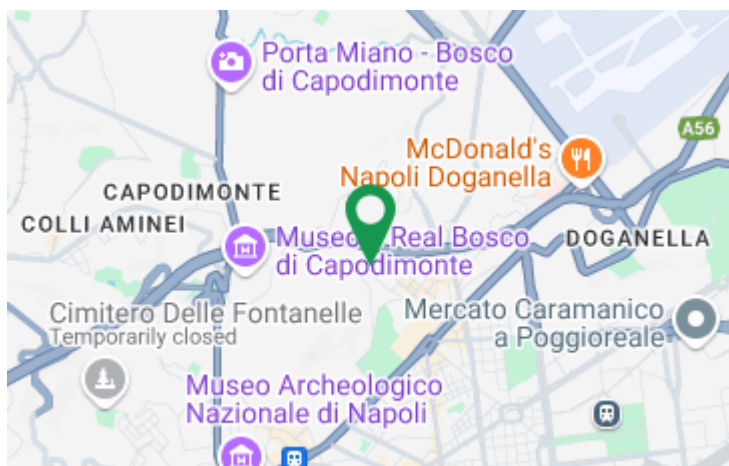 Porta Miano - Bosco
di Capodimonte
A56
McDonald's
Napoli Doganella
CAPODIMONTE
COLLI AMINEI
Museo Real Bosco
di Capodimonte
DOGANELLA
Cimitero Delle Fontanelle
Temporarily closed
Mercato Caramanico
a Poggioreale
Museo Archeologico
Nazionale di Napoli